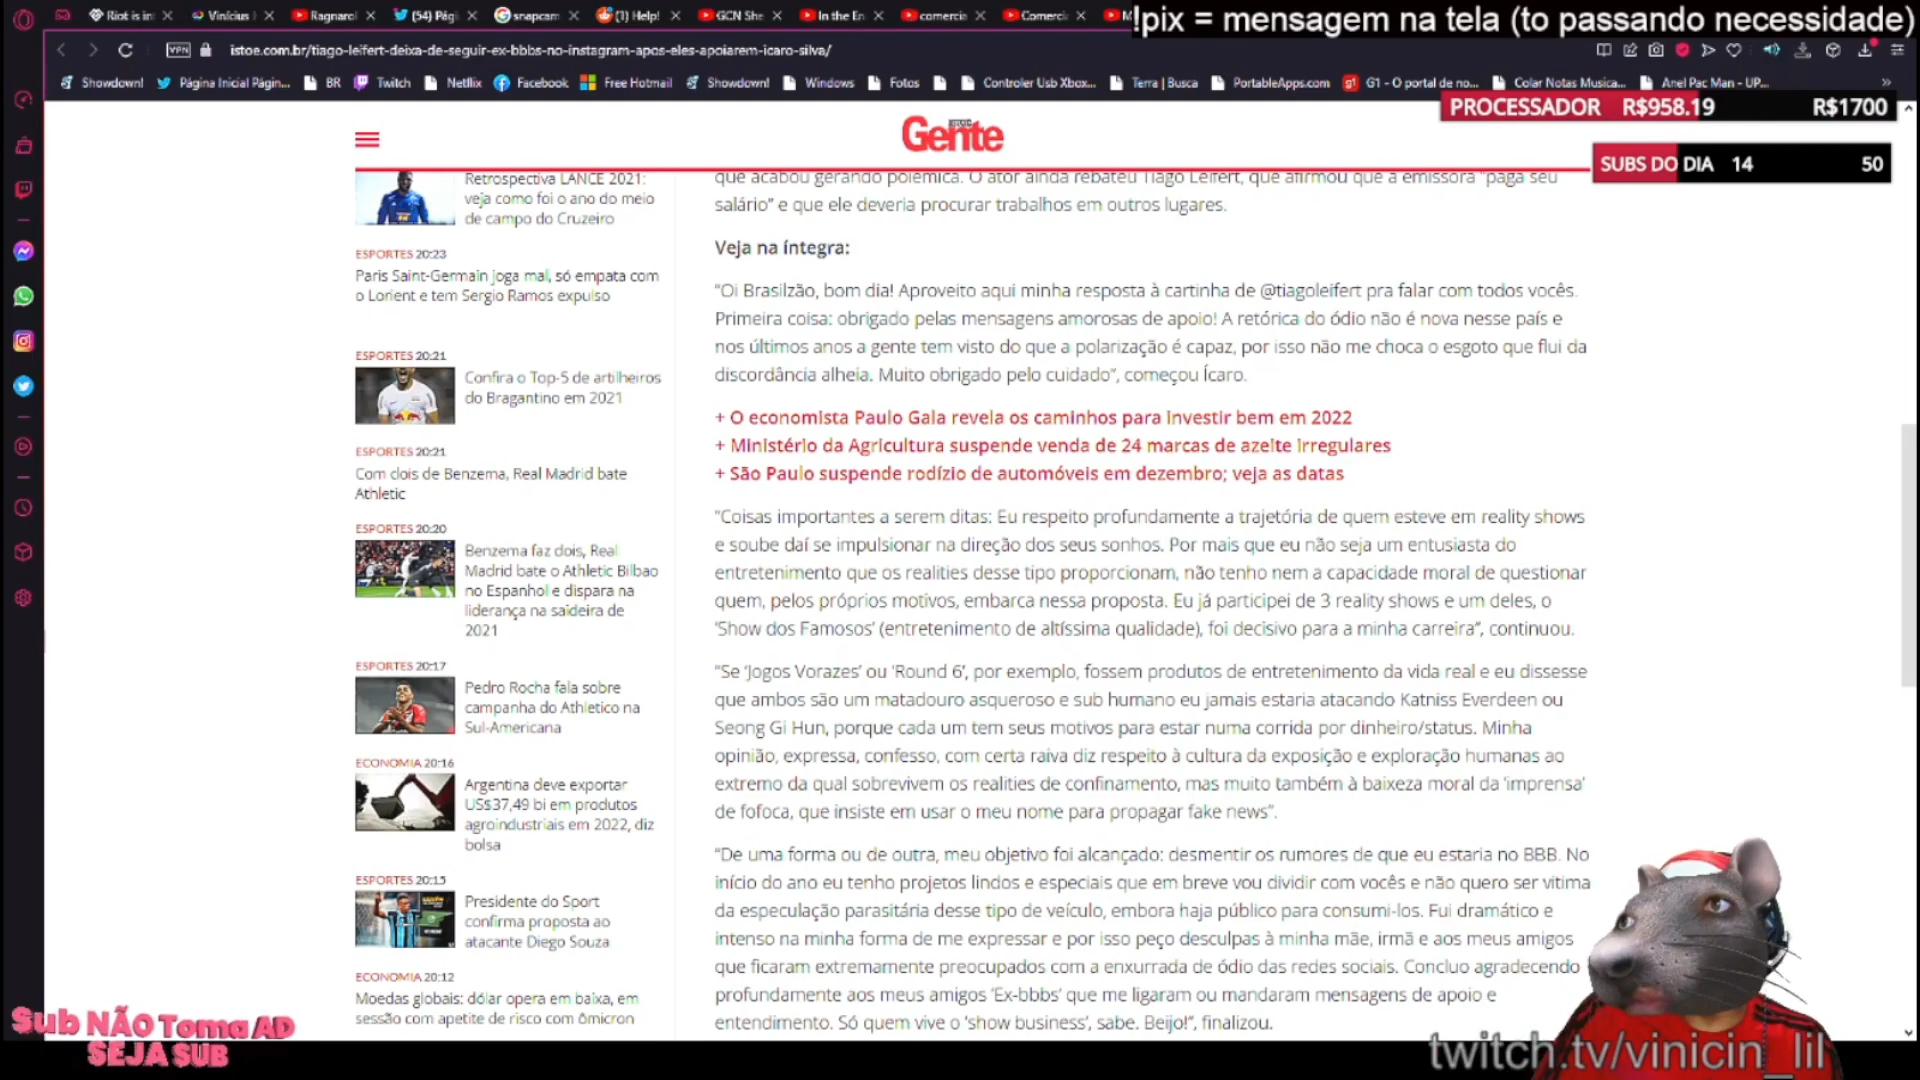 Riot is in
Vinícius
Ragnarol
(54) Pági
snapcam
(1) Help!
GCN She
In the En
comercia
Comercia
!pix = mensagem na tela (to passando necessidade)
VPN
istoe.com.br/tiago-leifert-deixa-de-seguir-ex-bbbs-no-instagram-apos-eles-apoiarem-icaro-silva/
Showdown!
Página Inicial Págin...
BR
Twitch
Netflix
Facebook
Free Hotmail
Showdown!
Windows
Fotos
Controler Usb Xbox...
Terra | Busca
PortableApps.com
G1 - O portal de no...
Colar Notas Musica...
Anel Pac Man - UP...
PROCESSADOR R$958.19 R$1700
SUBS DO DIA 14 50
Gente
Retrospectiva LANCE 2021:
veja como foi o ano do meio
de campo do Cruzeiro
ESPORTES 20:23
Paris Saint-Germain joga mal, só empata com
o Lorient e tem Sergio Ramos expulso
ESPORTES 20:21
Confira o Top-5 de artilheiros
do Bragantino em 2021
ESPORTES 20:21
Com dois de Benzema, Real Madrid bate
Athletic
ESPORTES 20:20
Benzema faz dois, Real
Madrid bate o Athletic Bilbao
no Espanhol e dispara na
liderança na saideira de
2021
ESPORTES 20:17
Pedro Rocha fala sobre
campanha do Athletico na
Sul-Americana
ECONOMIA 20:16
Argentina deve exportar
US$37,49 bi em produtos
agroindustriais em 2022, diz
bolsa
ESPORTES 20:15
Presidente do Sport
confirma proposta ao
atacante Diego Souza
ECONOMIA 20:12
Moedas globais: dólar opera em baixa, em
sessão com apetite de risco com ômicron
que acabou gerando polêmica. O ator ainda rebateu Tiago Leifert, que afirmou que a emissora "paga seu
salário" e que ele deveria procurar trabalhos em outros lugares.
Veja na íntegra:
"Oi Brasilzão, bom dia! Aproveito aqui minha resposta à cartinha de @tiagoleifert pra falar com todos vocês.
Primeira coisa: obrigado pelas mensagens amorosas de apoio! A retórica do ódio não é nova nesse país e
nos últimos anos a gente tem visto do que a polarização é capaz, por isso não me choca o esgoto que flui da
discordância alheia. Muito obrigado pelo cuidado", começou Ícaro.
+ O economista Paulo Gala revela os caminhos para investir bem em 2022
+ Ministério da Agricultura suspende venda de 24 marcas de azeite irregulares
+ São Paulo suspende rodízio de automóveis em dezembro; veja as datas
"Coisas importantes a serem ditas: Eu respeito profundamente a trajetória de quem esteve em reality shows
e soube daí se impulsionar na direção dos seus sonhos. Por mais que eu não seja um entusiasta do
entretenimento que os realities desse tipo proporcionam, não tenho nem a capacidade moral de questionar
quem, pelos próprios motivos, embarca nessa proposta. Eu já participei de 3 reality shows e um deles, o
'Show dos Famosos' (entretenimento de altíssima qualidade), foi decisivo para a minha carreira", continuou.
"Se 'Jogos Vorazes' ou 'Round 6', por exemplo, fossem produtos de entretenimento da vida real e eu dissesse
que ambos são um matadouro asqueroso e sub humano eu jamais estaria atacando Katniss Everdeen ou
Seong Gi Hun, porque cada um tem seus motivos para estar numa corrida por dinheiro/status. Minha
opinião, expressa, confesso, com certa raiva diz respeito à cultura da exposição e exploração humanas ao
extremo da qual sobrevivem os realities de confinamento, mas muito também à baixeza moral da 'imprensa'
de fofoca, que insiste em usar o meu nome para propagar fake news".
"De uma forma ou de outra, meu objetivo foi alcançado: desmentir os rumores de que eu estaria no BBB. No
início do ano eu tenho projetos lindos e especiais que em breve vou dividir com vocês e não quero ser vitima
da especulação parasitária desse tipo de veículo, embora haja público para consumi-los. Fui dramático e
intenso na minha forma de me expressar e por isso peço desculpas à minha mãe, irmã e aos meus amigos
que ficaram extremamente preocupados com a enxurrada de ódio das redes sociais. Concluo agradecendo
profundamente aos meus amigos 'Ex-bbbs' que me ligaram ou mandaram mensagens de apoio e
entendimento. Só quem vive o 'show business', sabe. Beijo!", finalizou.
Sub NÃO Toma AD
SEJA SUB
twitch.tv/vinicin_lil